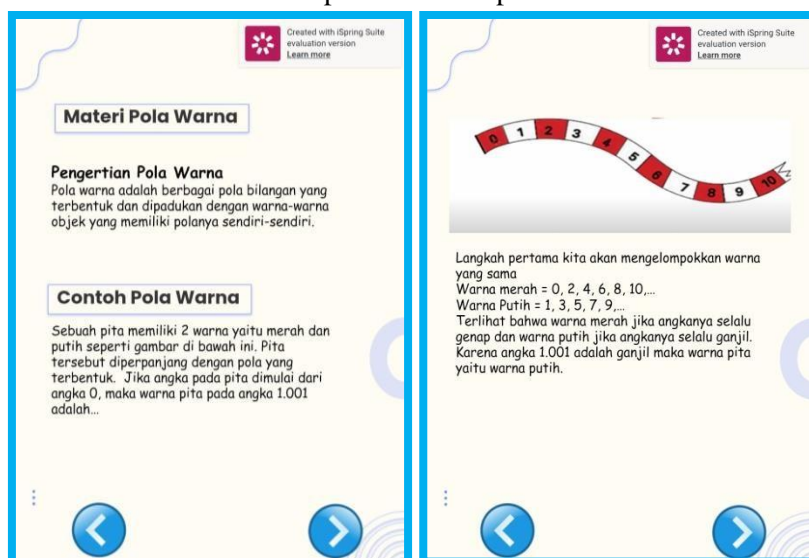 Created with iSpring Suite
evaluation version
Learn more
Materi Pola Warna
Pengertian Pola Warna
Pola warna adalah berbagai pola bilangan yang
terbentuk dan dipadukan dengan warna-warna
objek yang memiliki polanya sendiri-sendiri.
Contoh Pola Warna
Sebuah pita memiliki 2 warna yaitu merah dan
putih seperti gambar di bawah ini. Pita
tersebut diperpanjang dengan pola yang
terbentuk. Jika angka pada pita dimulai dari
angka 0, maka warna pita pada angka 1.001
adalah...
Created with iSpring Suite
evaluation version
Learn more
0 1 2 3 4 5 6 7 8 9 10
Langkah pertama kita akan mengelompokkan warna
yang sama
Warna merah = 0, 2, 4, 6, 8, 10,...
Warna Putih = 1, 3, 5, 7, 9,...
Terlihat bahwa warna merah jika angkanya selalu
genap dan warna putih jika angkanya selalu ganjil.
Karena angka 1.001 adalah ganjil maka warna pita
yaitu warna putih.